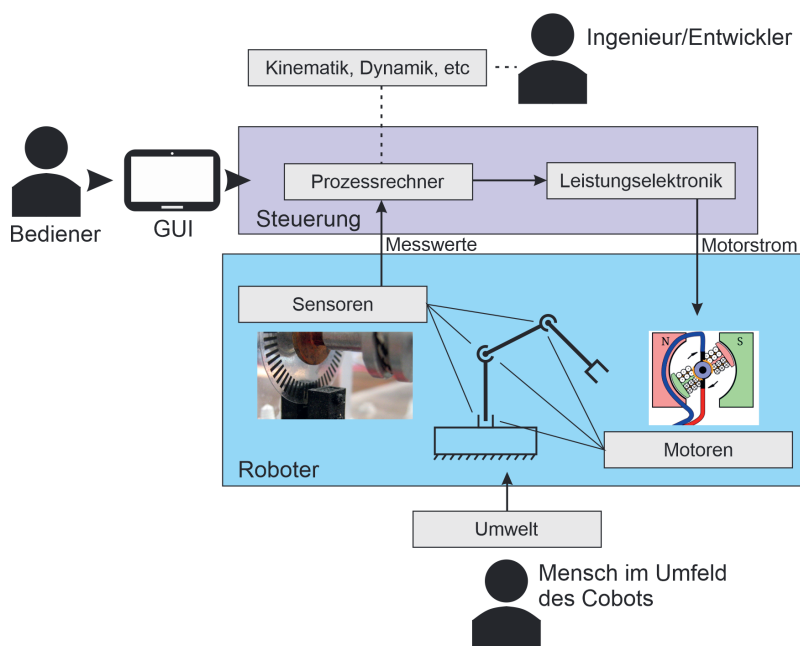 Ingenieur/Entwickler
Kinematik, Dynamik, etc
Prozessrechner
Leistungselektronik
Steuerung
Bediener
GUI
Messwerte
Motorstrom
Sensoren
N
S
Motoren
Roboter
Umwelt
Mensch im Umfeld
des Cobots